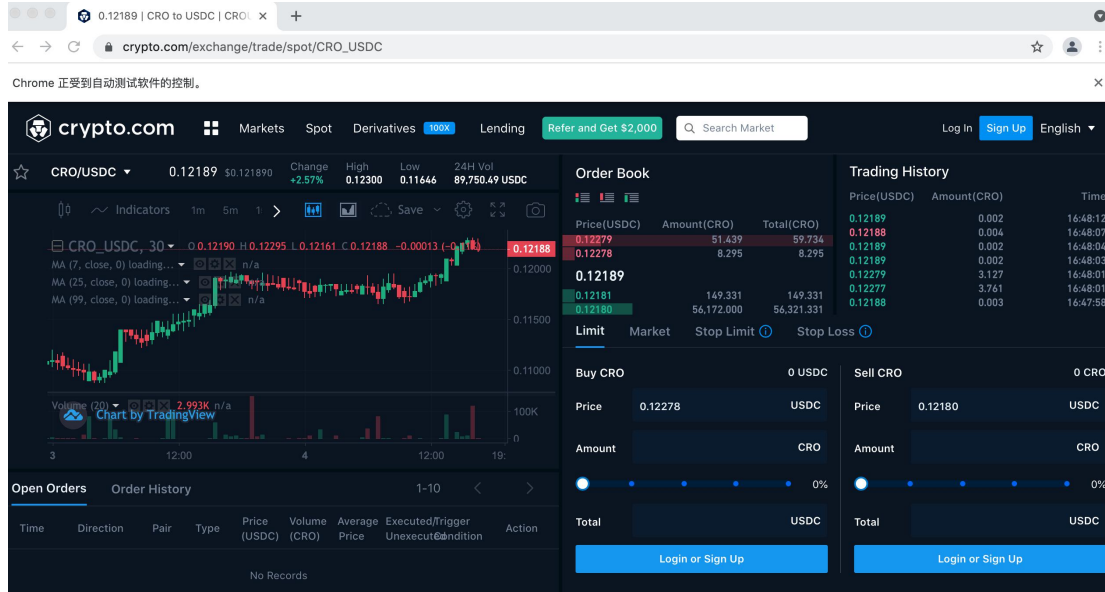 0.12189 | CRO to USDC | CRO
crypto.com/exchange/trade/spot/CRO_USDC
Chrome 正受到自动测试软件的控制。
crypto.com Markets Spot Derivatives 100X Lending Refer and Get $2,000 Search Market Log In Sign Up English
CRO/USDC 0.12189 $0.121890
Change High Low 24H Vol
+2.57% 0.12300 0.11646 89,750.49 USDC
Indicators 1m 5m Save
CRO_USDC, 30 O 0.12190 H 0.12295 L 0.12161 C 0.12188 −0.00013
MA (7, close, 0) loading... n/a
MA (25, close, 0) loading... n/a
MA (99, close, 0) loading... n/a
0.12188
0.12000
0.11500
0.11000
Volume (20) 2.993K n/a
Chart by TradingView
100K
0
3 12:00 4 12:00 19:
Open Orders Order History 1-10
Time Direction Pair Type Price (USDC) Volume (CRO) Average Price Executed/ Unexecuted Trigger Condition Action
No Records
Order Book
Price(USDC) Amount(CRO) Total(CRO)
0.12279 51.439 59.734
0.12278 8.295 8.295
0.12189
0.12181 149.331 149.331
0.12180 56,172.000 56,321.331
Trading History
Price(USDC) Amount(CRO) Time
0.12189 0.002 16:48:12
0.12188 0.004 16:48:07
0.12189 0.002 16:48:04
0.12189 0.002 16:48:03
0.12279 3.127 16:48:01
0.12277 3.761 16:48:01
0.12188 0.003 16:47:58
Limit Market Stop Limit Stop Loss
Buy CRO 0 USDC
Price 0.12278 USDC
Amount CRO
0%
Total USDC
Login or Sign Up
Sell CRO 0 CRO
Price 0.12180 USDC
Amount CRO
0%
Total USDC
Login or Sign Up